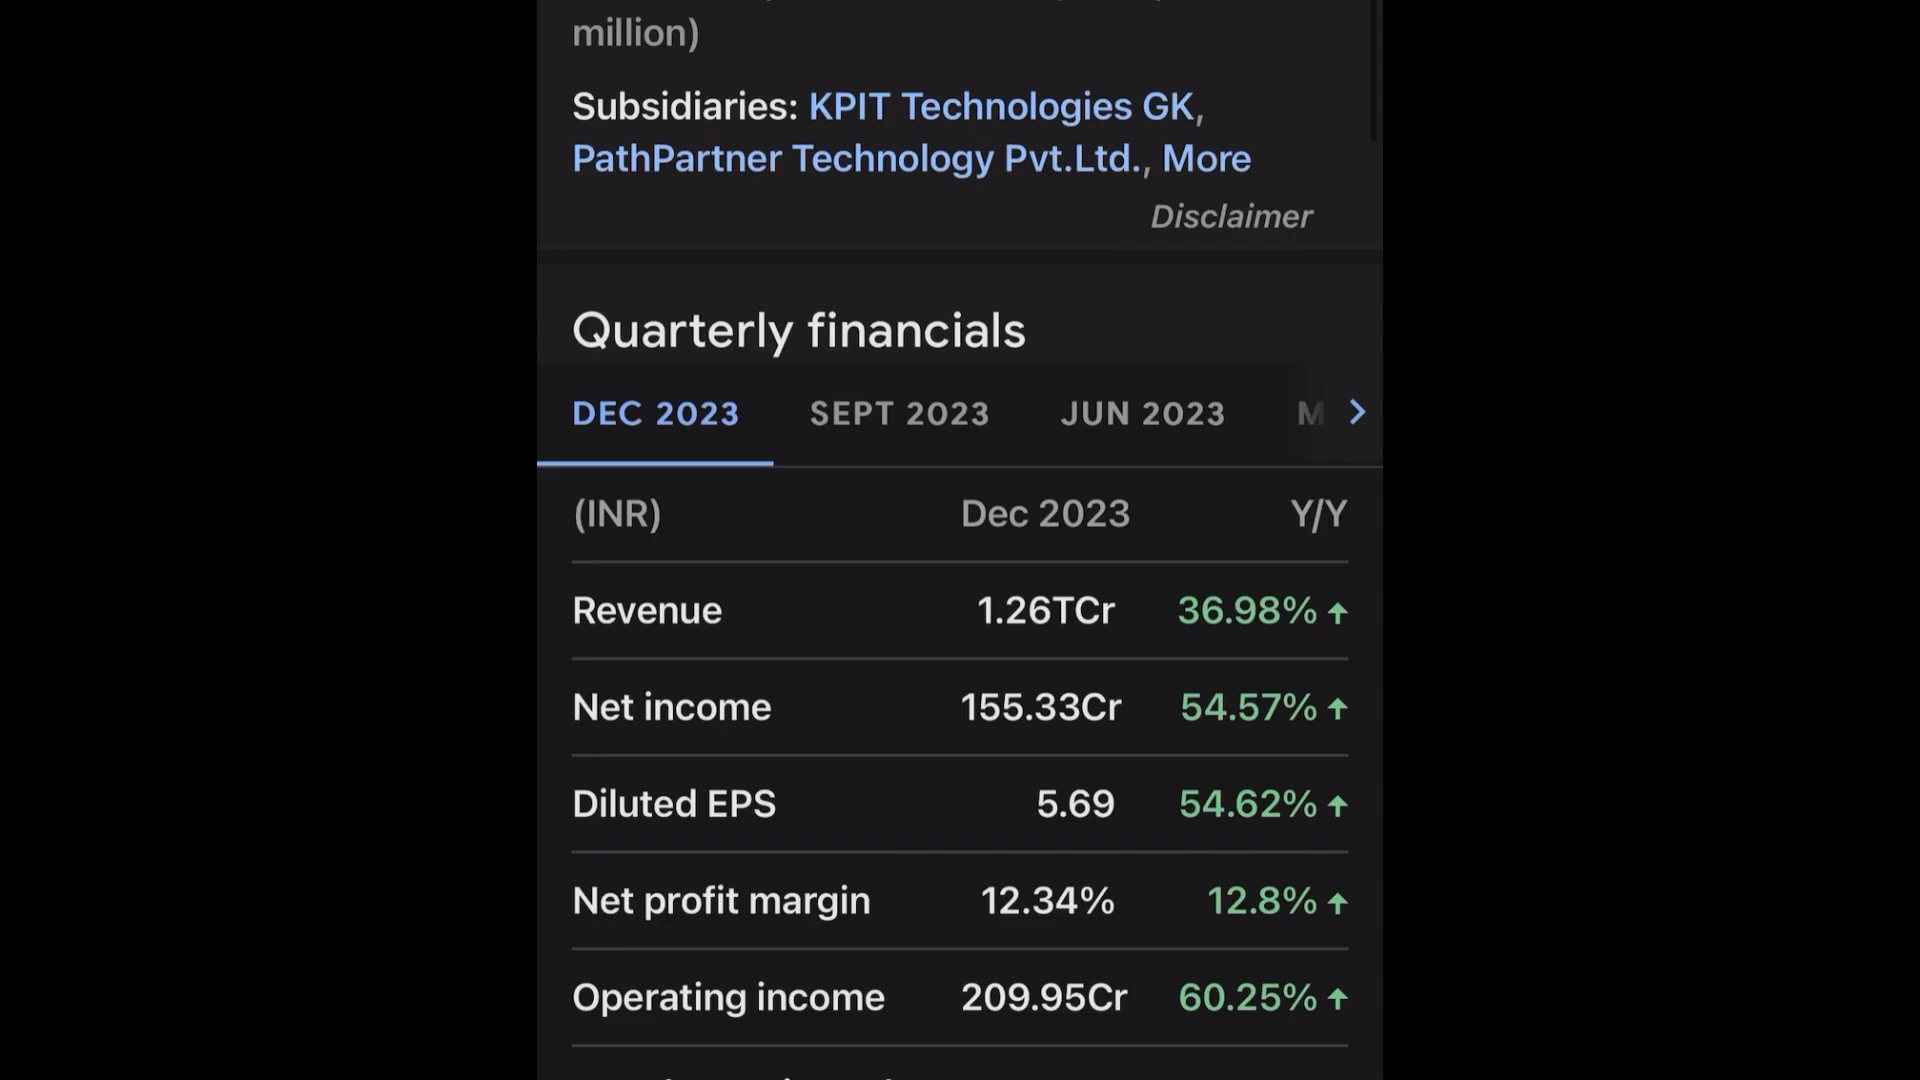 million)
Subsidiaries: KPIT Technologies GK,
PathPartner Technology Pvt.Ltd., More
Disclaimer
Quarterly financials
DEC 2023 SEPT 2023 JUN 2023 M
(INR) Dec 2023 Y/Y
Revenue 1.26TCr 36.98% ↑
Net income 155.33Cr 54.57% ↑
Diluted EPS 5.69 54.62% ↑
Net profit margin 12.34% 12.8% ↑
Operating income 209.95Cr 60.25% ↑